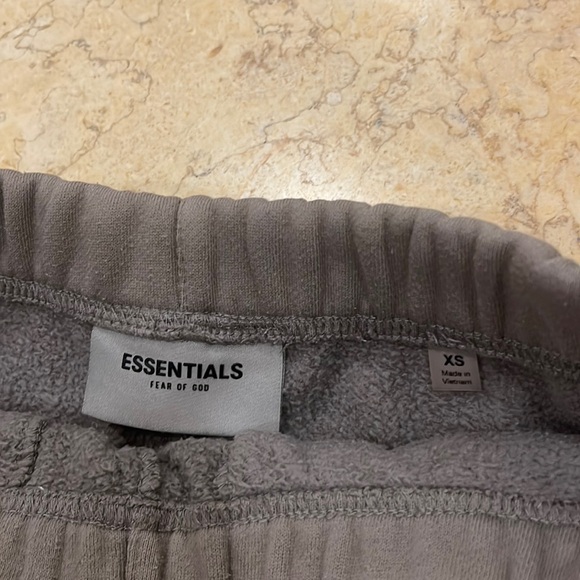 ESSENTIALS
FEAR OF GOD
XS
Made in
Vietnam